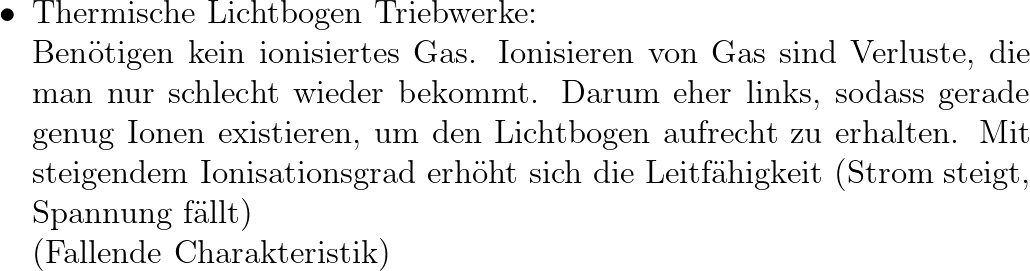 • Thermische Lichtbogen Triebwerke:
Benötigen kein ionisiertes Gas. Ionisieren von Gas sind Verluste, die
man nur schlecht wieder bekommt. Darum eher links, sodass gerade
genug Ionen existieren, um den Lichtbogen aufrecht zu erhalten. Mit
steigendem Ionisationsgrad erhöht sich die Leitfähigkeit (Strom steigt,
Spannung fällt)
(Fallende Charakteristik)